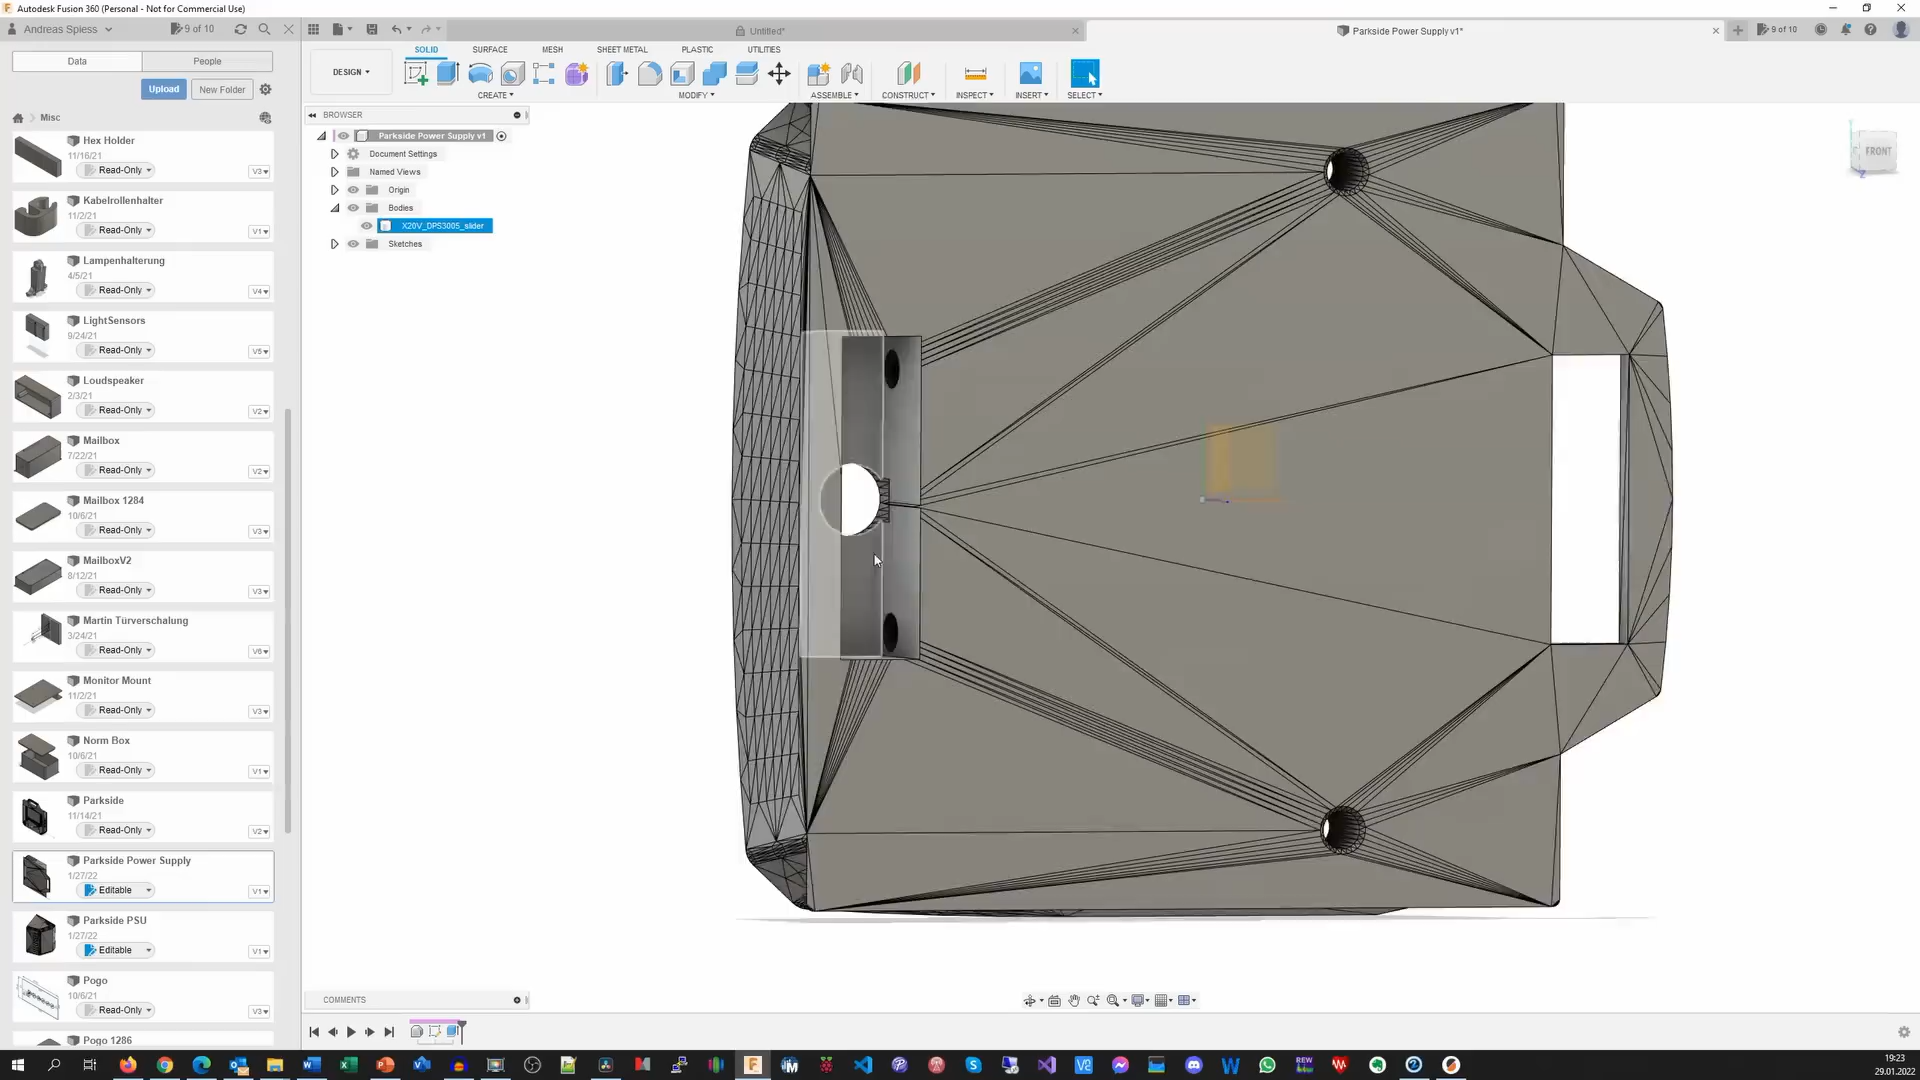 Autodesk Fusion 360 (Personal - Not for Commercial Use)
Andreas Spiess
9 of 10
Untitled*
Parkside Power Supply v1*
9 of 10
Data
People
Upload
New Folder
Misc
Hex Holder
11/16/21
Read-Only
V3
Kabelrollenhalter
11/2/21
Read-Only
V1
Lampenhalterung
4/5/21
Read-Only
V4
LightSensors
9/24/21
Read-Only
V5
Loudspeaker
2/3/21
Read-Only
V2
Mailbox
7/22/21
Read-Only
V2
Mailbox 1284
10/6/21
Read-Only
V3
MailboxV2
8/12/21
Read-Only
V3
Martin Türverschalung
3/24/21
Read-Only
V6
Monitor Mount
11/2/21
Read-Only
V3
Norm Box
10/6/21
Read-Only
V1
Parkside
11/14/21
Read-Only
V2
Parkside Power Supply
1/27/22
Editable
V1
Parkside PSU
1/27/22
Editable
V1
Pogo
10/6/21
Read-Only
V3
Pogo 1286
DESIGN
SOLID
SURFACE
MESH
SHEET METAL
PLASTIC
UTILITIES
CREATE
MODIFY
ASSEMBLE
CONSTRUCT
INSPECT
INSERT
SELECT
BROWSER
Parkside Power Supply v1
Document Settings
Named Views
Origin
Bodies
X20V_DPS3005_slider
Sketches
FRONT
Z
COMMENTS
19:23
29.01.2022